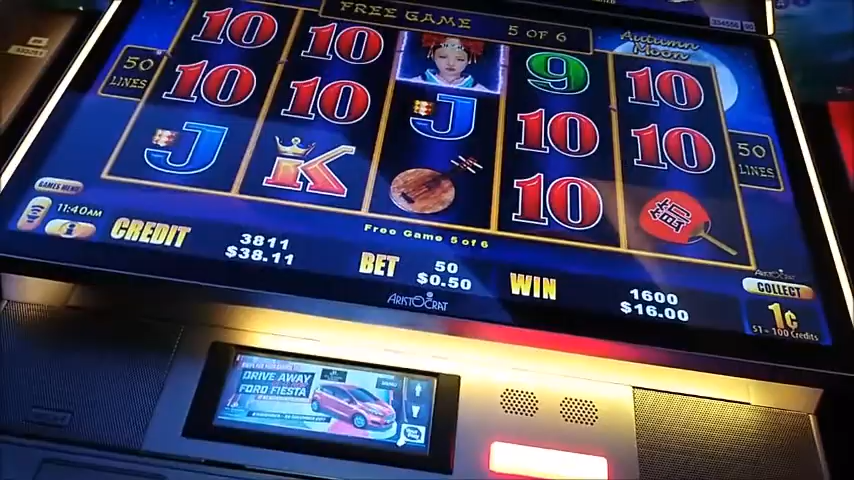 FREE GAME 5 OF 6
Autumn Moon
10 10 9 10
50 LINES
10 10 J 10 10
50 LINES
J K 10
GAMES MENU
11:40AM
CREDIT
3811
$38.11
Free Game 5 of 6
BET
50
$0.50
WIN
1600
$16.00
ARISTOCRAT
ARISTOCRAT
COLLECT
1¢
$1 = 100 Credits
DRIVE AWAY
FORD FIESTA